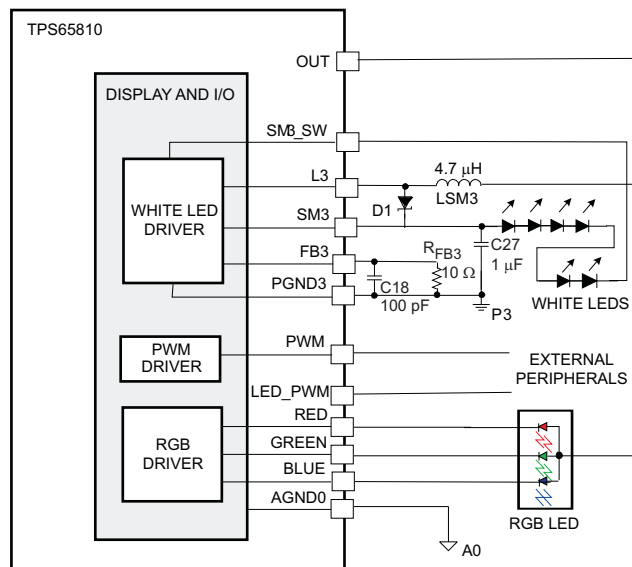 TPS65810
OUT
DISPLAY AND I/O
SM3_SW
L3
4.7 μH
LSM3
WHITE LED
DRIVER
D1
SM3
C27
1 μF
FB3
R_FB3
10 Ω
C18
100 pF
PGND3
P3
WHITE LEDS
PWM
DRIVER
PWM
EXTERNAL
PERIPHERALS
LED_PWM
RED
RGB
DRIVER
GREEN
BLUE
AGND0
RGB LED
A0